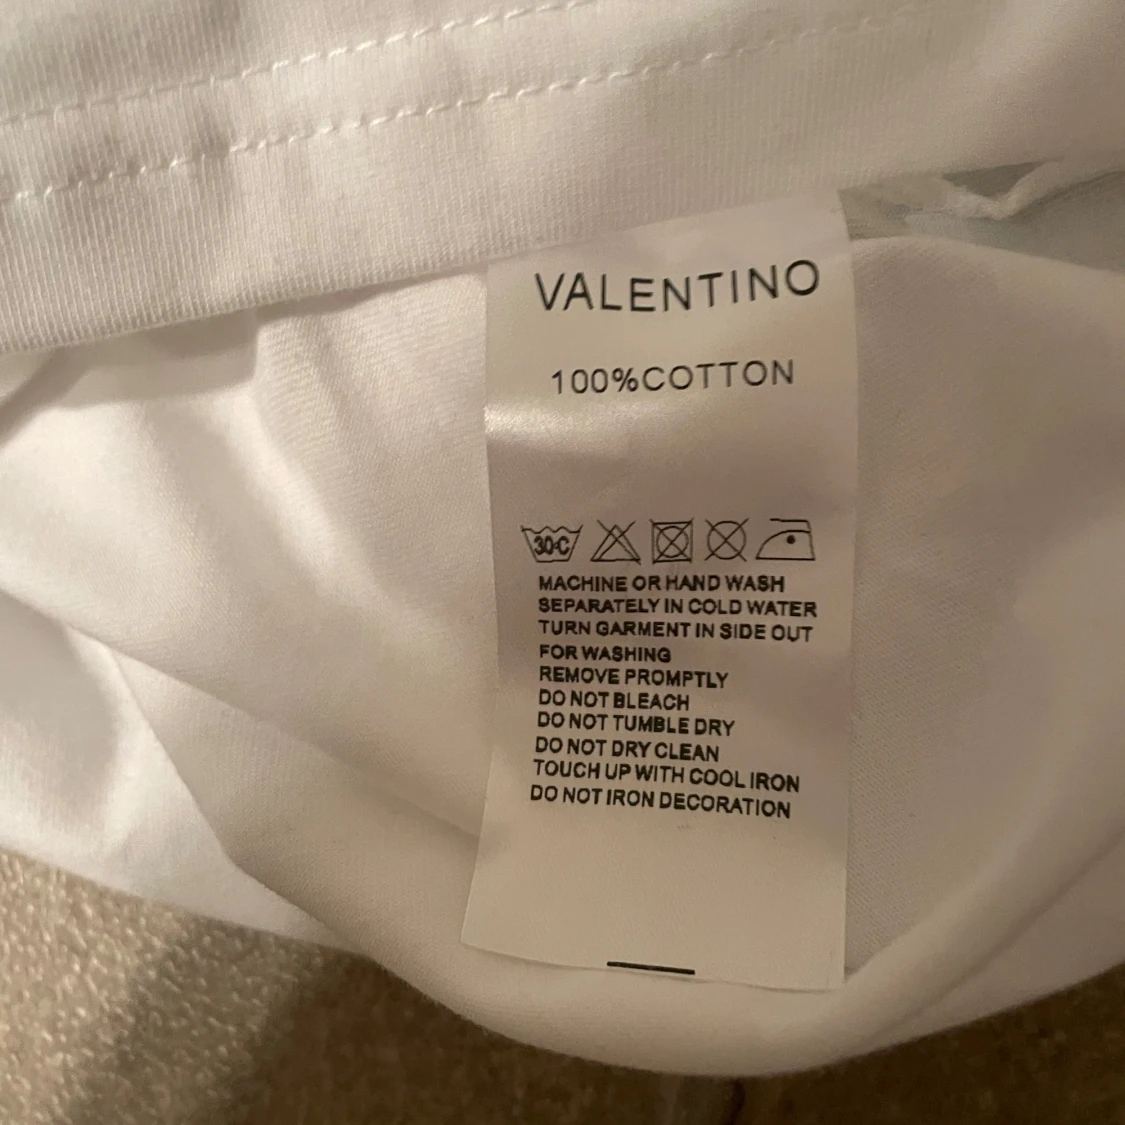 VALENTINO
100%COTTON
30C
MACHINE OR HAND WASH
SEPARATELY IN COLD WATER
TURN GARMENT IN SIDE OUT
FOR WASHING
REMOVE PROMPTLY
DO NOT BLEACH
DO NOT TUMBLE DRY
DO NOT DRY CLEAN
TOUCH UP WITH COOL IRON
DO NOT IRON DECORATION